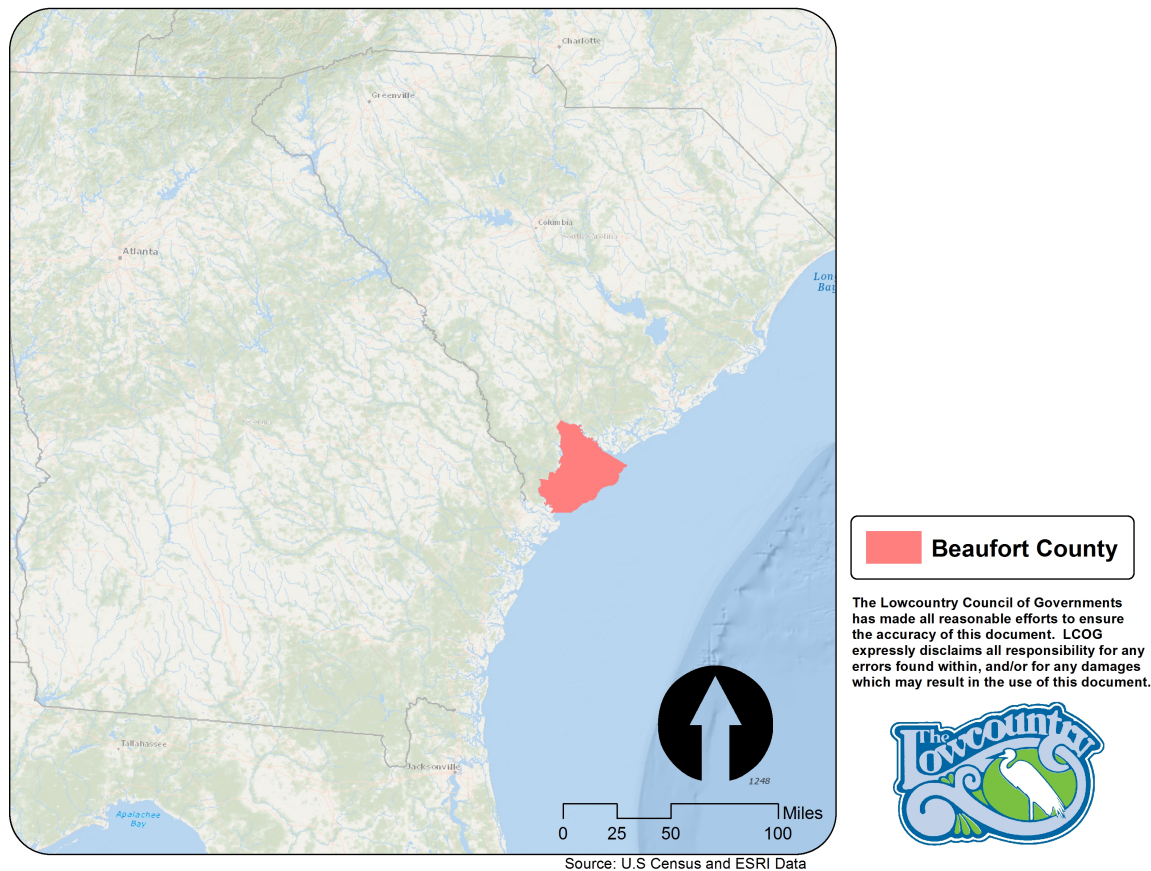 Charlotte
Greenville
Columbia
South Carolina
Atlanta
Long
Bay
Beaufort County
The Lowcountry Council of Governments
has made all reasonable efforts to ensure
the accuracy of this document. LCOG
expressly disclaims all responsibility for any
errors found within, and/or for any damages
which may result in the use of this document.
The
Lowcountry
Tallahassee
Jacksonville
Apalachee
Bay
1248
Miles
0 25 50 100
Source: U.S Census and ESRI Data